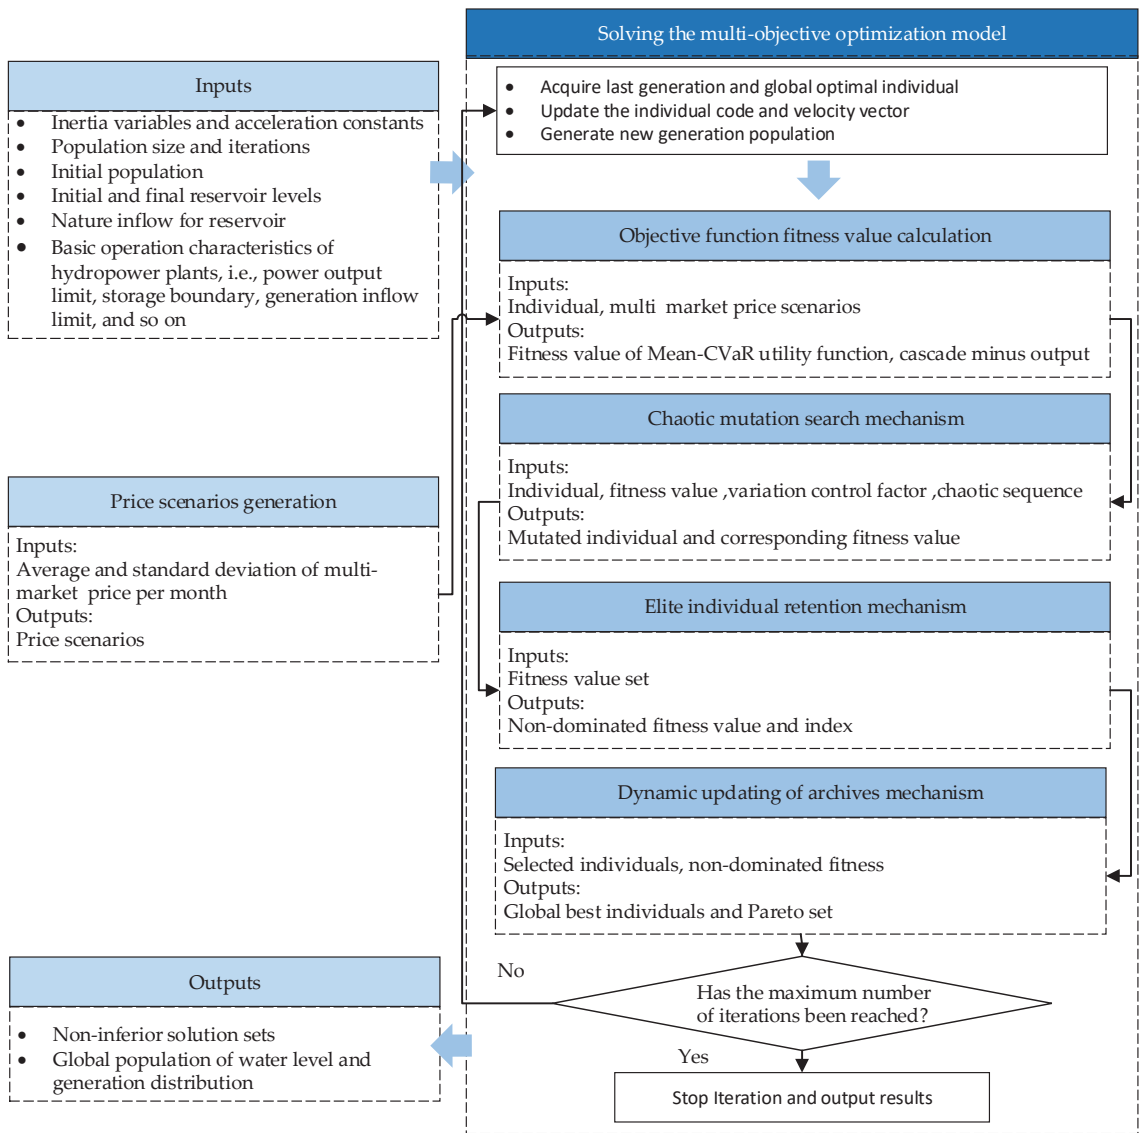 Solving the multi-objective optimization model
Inputs
• Inertia variables and acceleration constants
• Population size and iterations
• Initial population
• Initial and final reservoir levels
• Nature inflow for reservoir
• Basic operation characteristics of
hydropower plants, i.e., power output
limit, storage boundary, generation inflow
limit, and so on
• Acquire last generation and global optimal individual
• Update the individual code and velocity vector
• Generate new generation population
Objective function fitness value calculation
Inputs:
Individual, multi market price scenarios
Outputs:
Fitness value of Mean-CVaR utility function, cascade minus output
Chaotic mutation search mechanism
Inputs:
Individual, fitness value ,variation control factor ,chaotic sequence
Outputs:
Mutated individual and corresponding fitness value
Price scenarios generation
Inputs:
Average and standard deviation of multi-
market price per month
Outputs:
Price scenarios
Elite individual retention mechanism
Inputs:
Fitness value set
Outputs:
Non-dominated fitness value and index
Dynamic updating of archives mechanism
Inputs:
Selected individuals, non-dominated fitness
Outputs:
Global best individuals and Pareto set
No
Has the maximum number
of iterations been reached?
Yes
Stop Iteration and output results
Outputs
• Non-inferior solution sets
• Global population of water level and
generation distribution